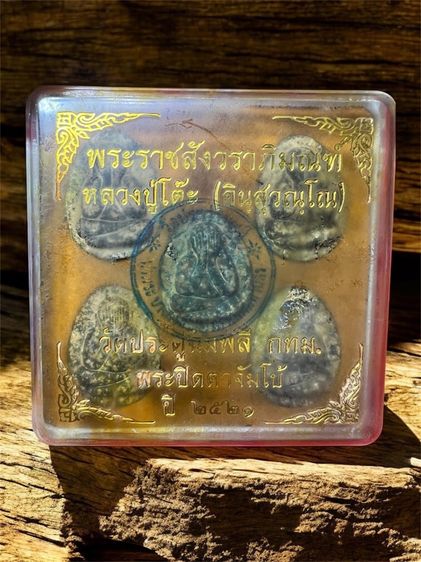 พระราชสังวราภิมณฑ์
หลวงปู่โต๊ะ (อินฺสุวณฺโณ)
วัดประดู่ฉิมพลี กทม.
พระปิดตาจัมโบ้
ปี ๒๕๒๑